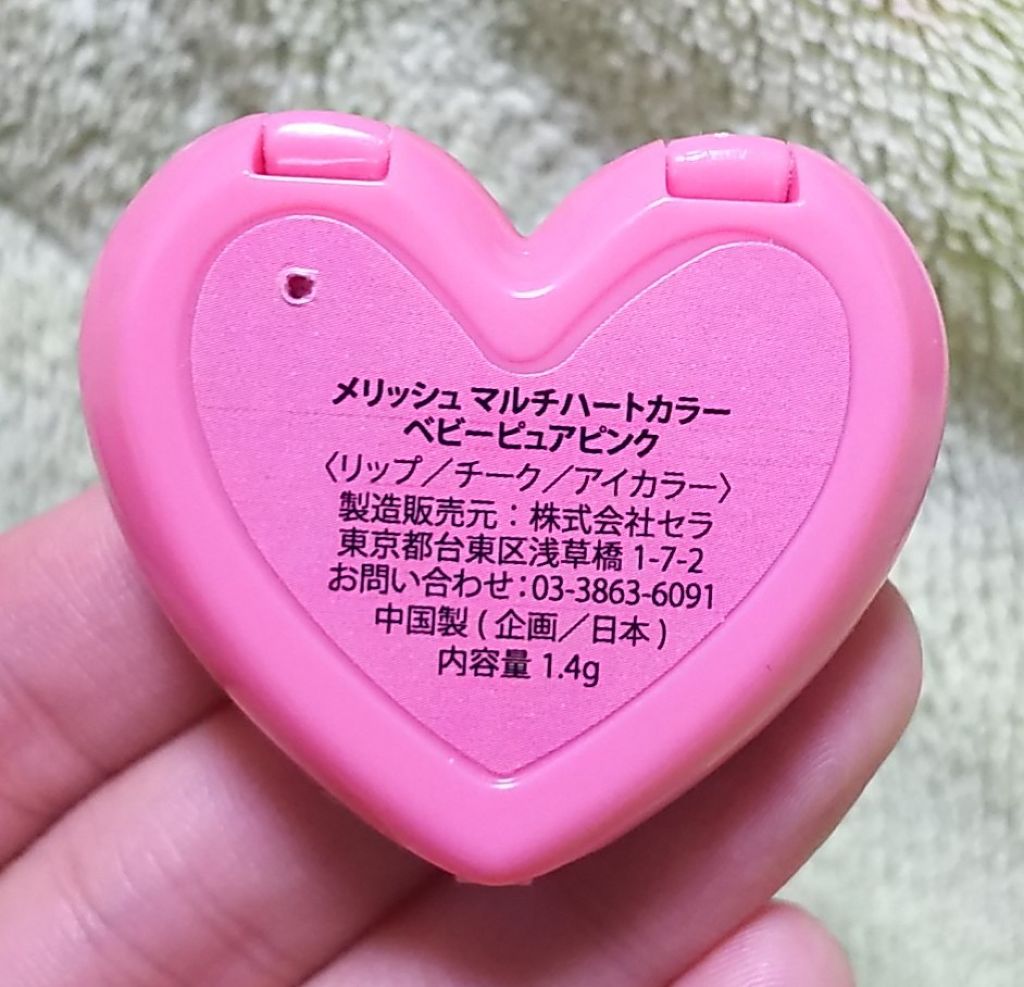 メリッシュ マルチハートカラー
ベビーピュアピンク
〈リップ／チーク／アイカラー〉
製造販売元：株式会社セラ
東京都台東区浅草橋 1-7-2
お問い合わせ：03-3863-6091
中国製 ( 企画／日本 )
内容量 1.4g